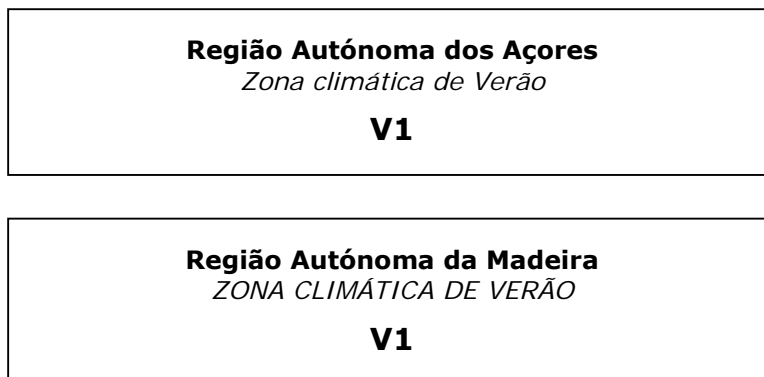 Região Autónoma dos Açores
Zona climática de Verão
V1
Região Autónoma da Madeira
ZONA CLIMÁTICA DE VERÃO
V1